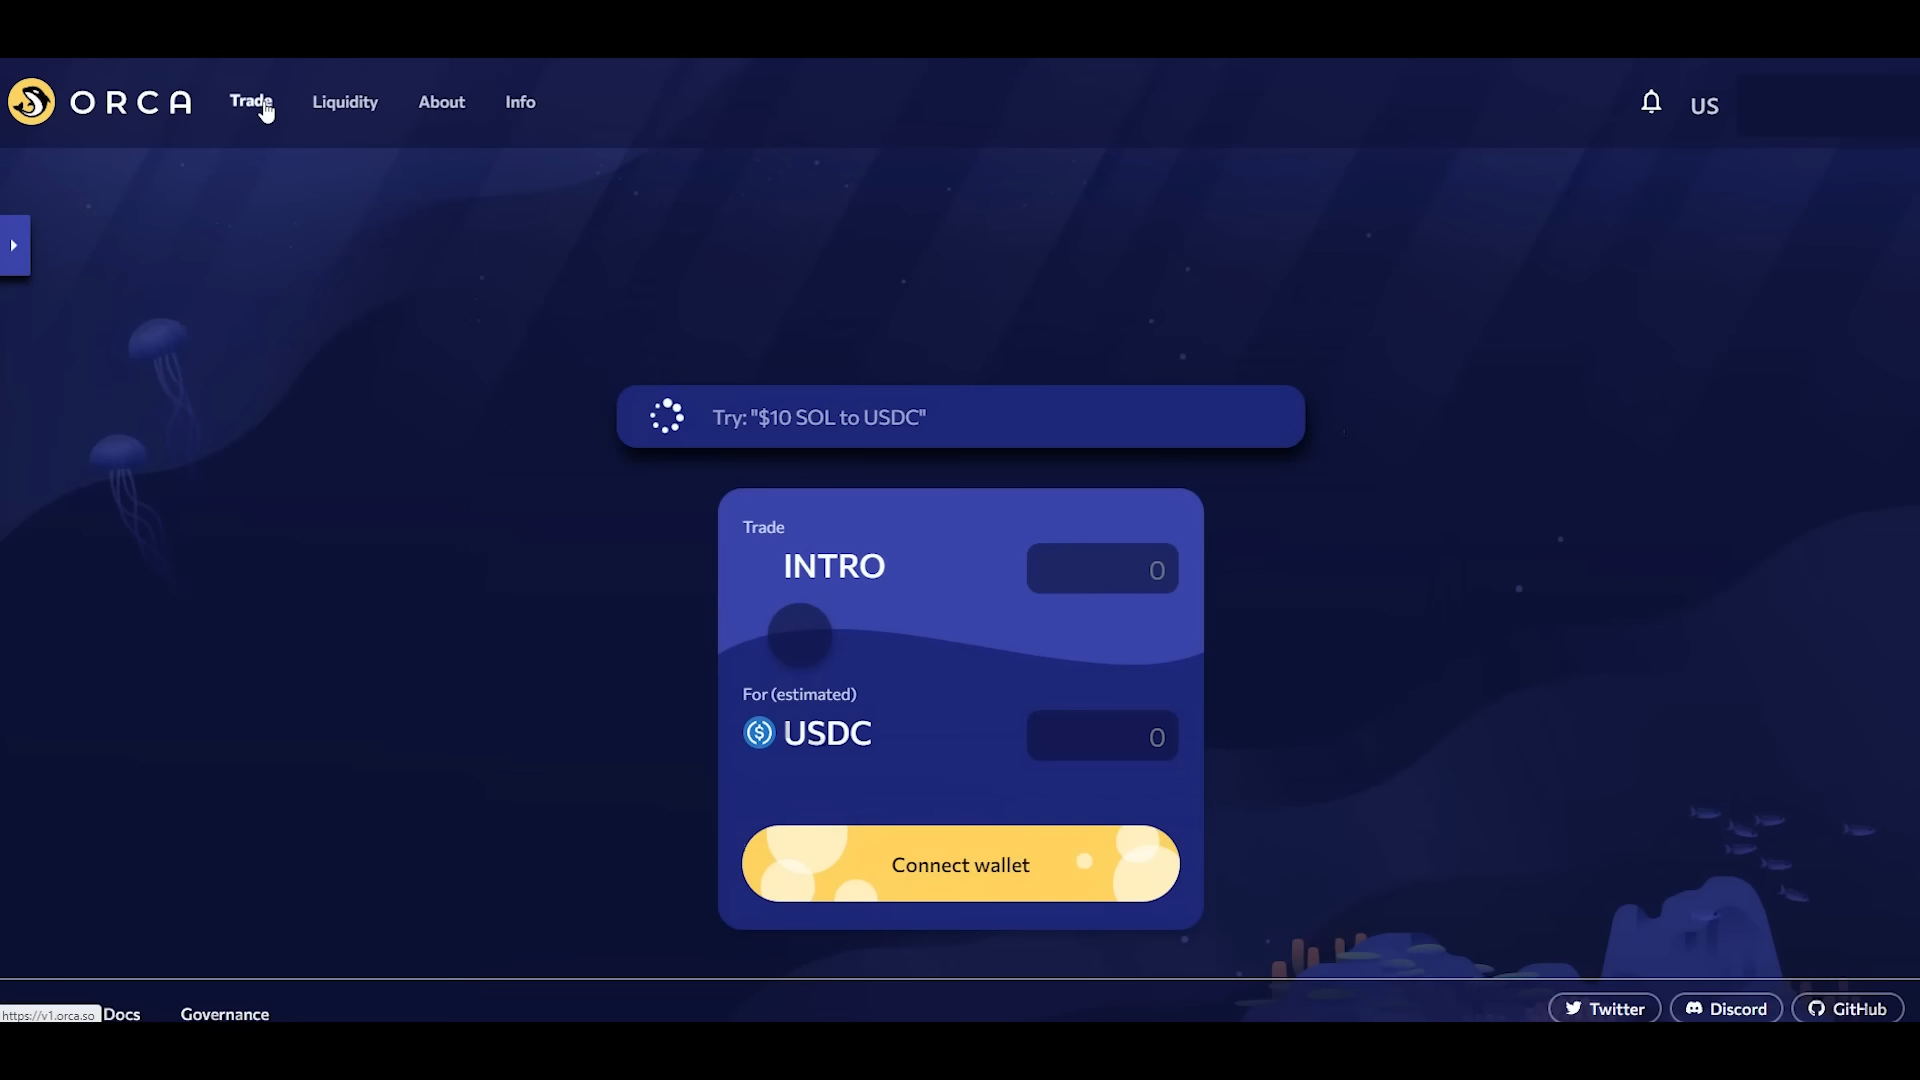 ORCA
Trade
Liquidity
About
Info
US
Try: "$10 SOL to USDC"
Trade
INTRO
0
For (estimated)
USDC
0
Connect wallet
https://v1.orca.so
Docs
Governance
Twitter
Discord
GitHub